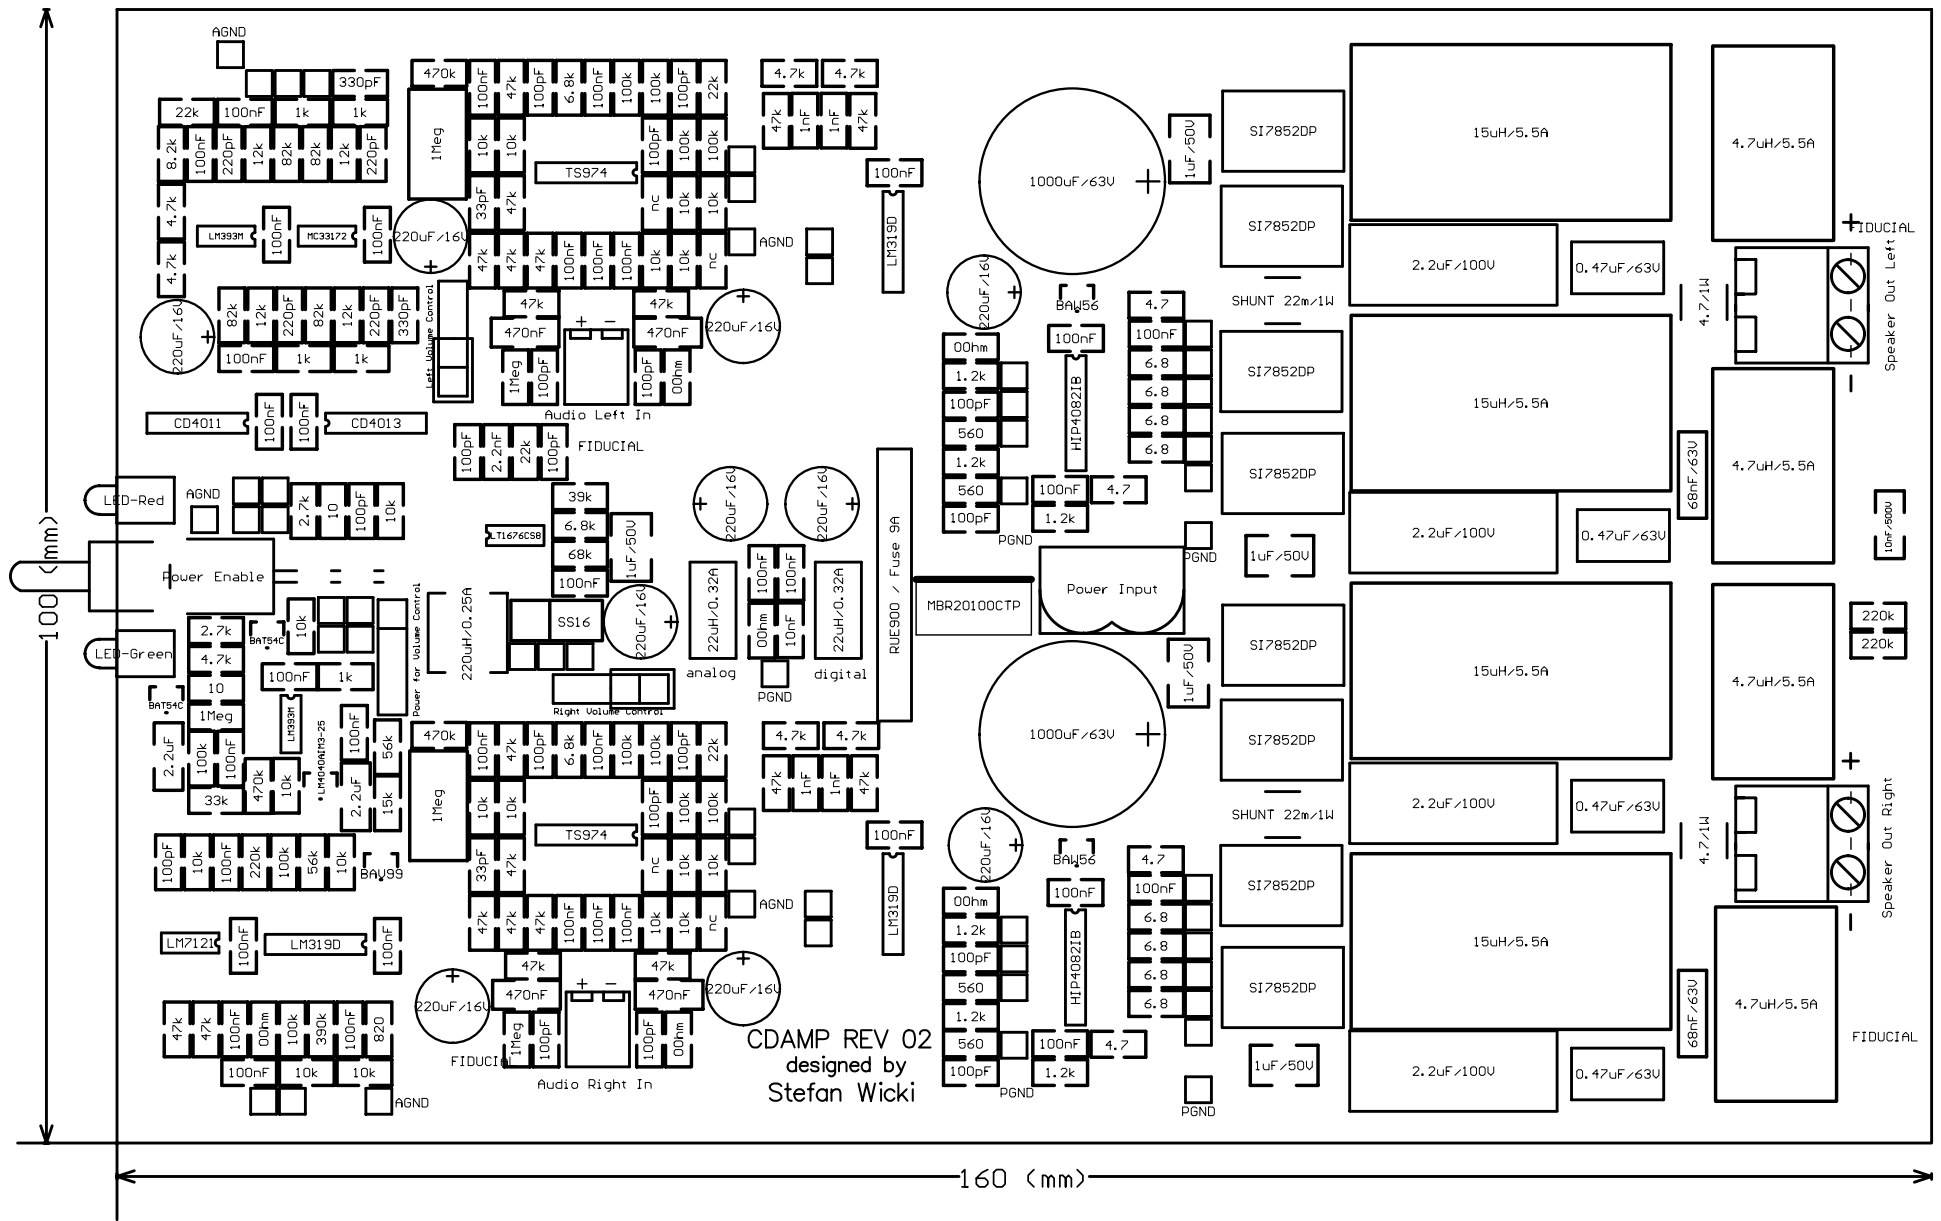 AGND
330pF
22k
100nF
1k
1k
8.2k
100nF
220pF
12k
82k
82k
12k
220pF
4.7k
4.7k
LM393M
100nF
MC33172
100nF
220uF/16V
220uF/16V
82k
12k
220pF
82k
12k
220pF
330pF
100nF
1k
1k
Left Volume Control
CD4011
100nF
100nF
CD4013
470k
1Meg
100nF
47k
100pF
6.8k
100nF
100k
100k
100pF
22k
10k
10k
TS974
100pF
100k
100k
33pF
47k
nc
10k
10k
47k
47k
47k
100nF
100nF
100nF
10k
10k
nc
AGND
47k
47k
470nF
+ -
470nF
220uF/16V
1Meg
100pF
100pF
0Ohm
Audio Left In
4.7k
4.7k
47k
1nF
1nF
47k
100nF
LM319D
1000uF/63V
+
1uF/50V
220uF/16V
BAW56
100nF
HIP4082IB
0Ohm
1.2k
100pF
560
1.2k
560
100pF
PGND
4.7
100nF
6.8
6.8
6.8
6.8
100nF
4.7
1.2k
PGND
SI7852DP
SI7852DP
SHUNT 22m/1W
SI7852DP
SI7852DP
1uF/50V
15uH/5.5A
2.2uF/100V
0.47uF/63V
15uH/5.5A
2.2uF/100V
0.47uF/63V
4.7uH/5.5A
FIDUCIAL
+
Speaker Out Left
-
4.7/1W
4.7uH/5.5A
68nF/63V
10nF/500V
100pF
2.2nF
22k
100pF
FIDUCIAL
LED-Red
AGND
2.7k
10
100pF
10k
LT1676CS8
39k
6.8k
68k
100nF
1uF/50V
220uF/16V
220uF/16V
Power Enable
LED-Green
2.7k
4.7k
10
1Meg
BAT54C
10k
BAT54C
100nF
1k
LM393M
LM4040AIM3-25
Power for Volume Control
220uH/0.25A
SS16
220uF/16V
22uH/0.32A
analog
100nF
100nF
0Ohm
10nF
PGND
22uH/0.32A
digital
RUE900 / Fuse 9A
MBR20100CTP
Power Input
Right Volume Control
2.2uF
100k
100nF
33k
470k
10k
100nF
2.2uF
56k
15k
100pF
10k
100nF
220k
100k
56k
10k
BAV99
LM7121
100nF
LM319D
100nF
47k
47k
100nF
0Ohm
100k
390k
100nF
820
100nF
10k
10k
AGND
470k
1Meg
100nF
47k
100pF
6.8k
100nF
100k
100k
100pF
22k
10k
10k
TS974
100pF
100k
100k
33pF
47k
nc
10k
10k
47k
47k
47k
100nF
100nF
100nF
10k
10k
nc
AGND
47k
47k
470nF
+ -
470nF
220uF/16V
220uF/16V
FIDUCIAL
1Meg
100pF
100pF
0Ohm
Audio Right In
4.7k
4.7k
47k
1nF
1nF
47k
100nF
LM319D
CDAMP REV 02
designed by
Stefan Wicki
1000uF/63V
+
1uF/50V
220uF/16V
BAW56
100nF
HIP4082IB
0Ohm
1.2k
100pF
560
1.2k
560
100pF
PGND
4.7
100nF
6.8
6.8
6.8
6.8
100nF
4.7
1.2k
PGND
SI7852DP
SI7852DP
SHUNT 22m/1W
SI7852DP
SI7852DP
1uF/50V
15uH/5.5A
2.2uF/100V
0.47uF/63V
15uH/5.5A
2.2uF/100V
0.47uF/63V
4.7uH/5.5A
220k
220k
+
Speaker Out Right
-
4.7/1W
4.7uH/5.5A
68nF/63V
FIDUCIAL
100 (mm)
160 (mm)